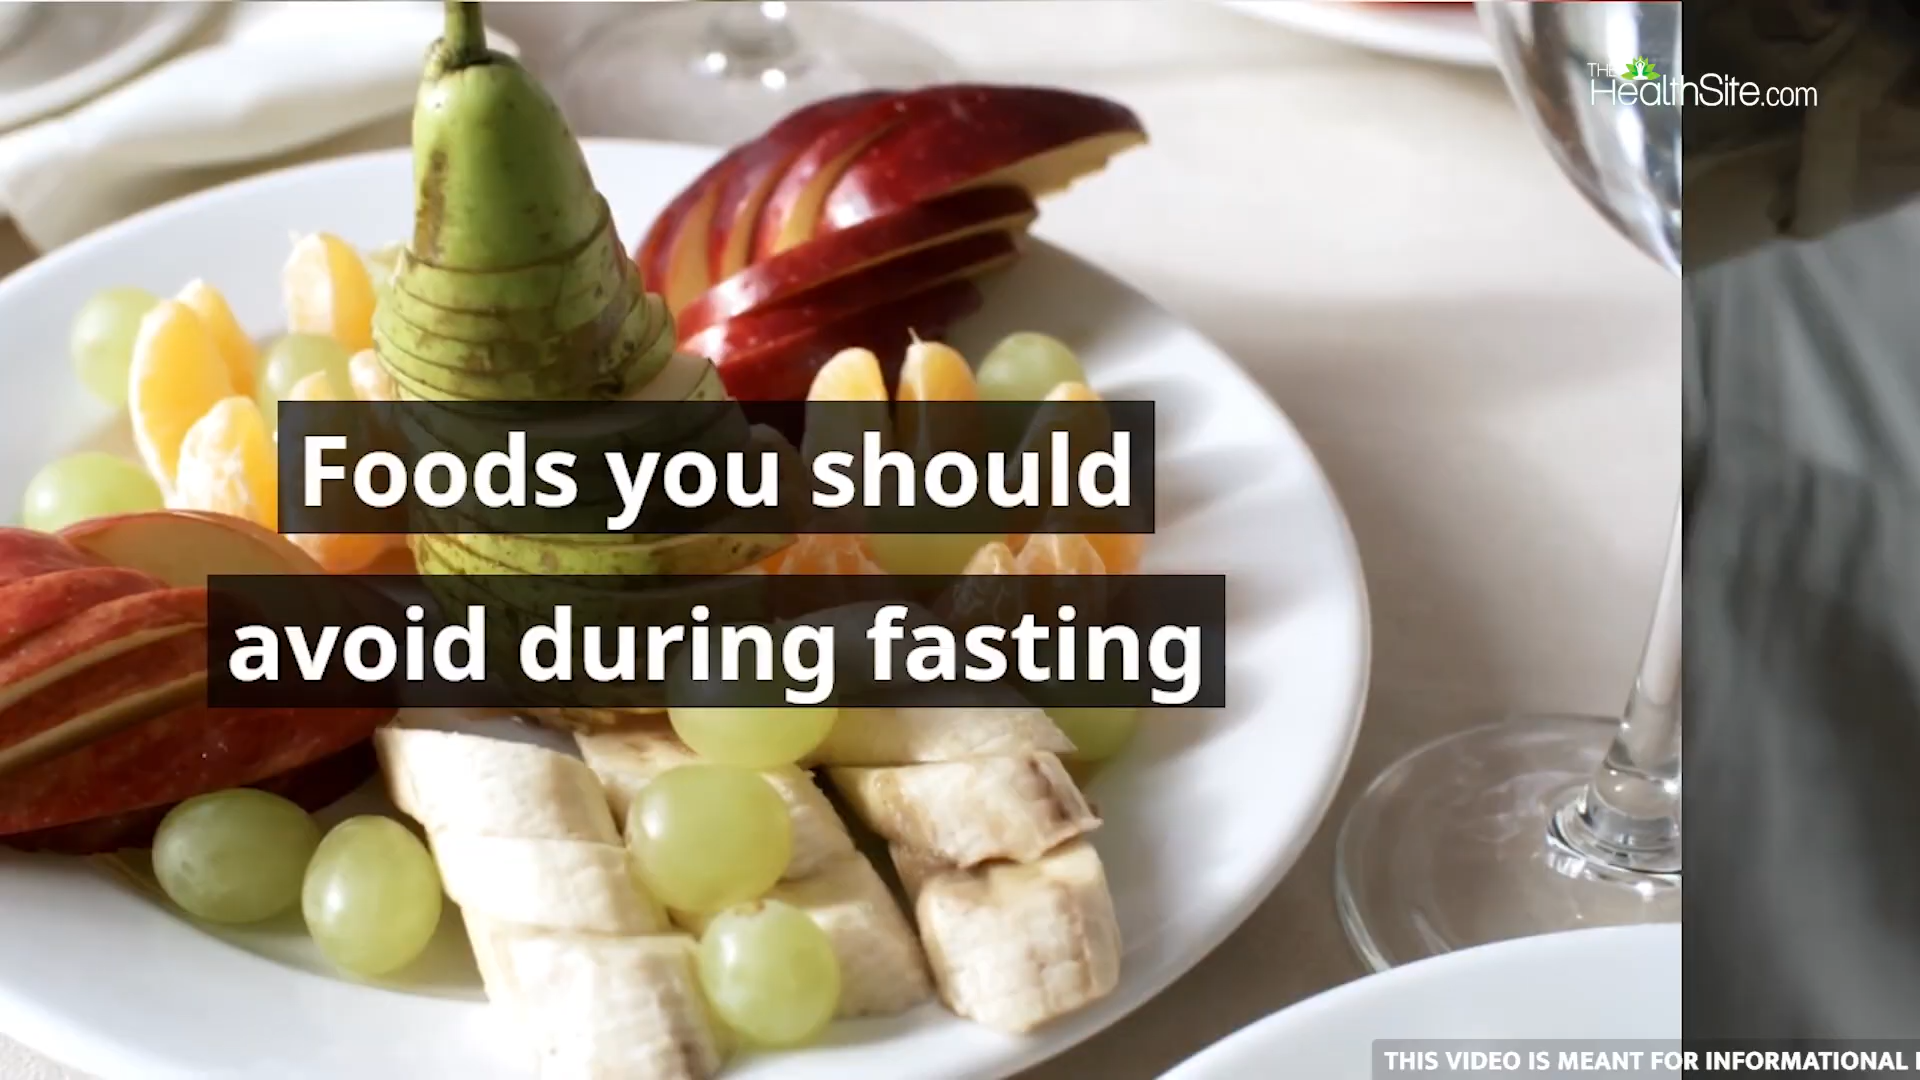 THE
HealthSite.com
Foods you should
avoid during fasting
THIS VIDEO IS MEANT FOR INFORMATIONAL